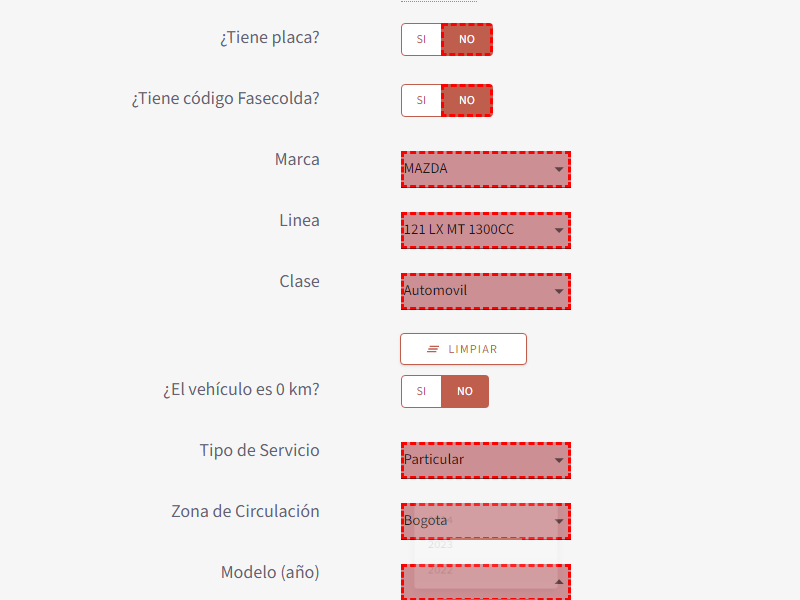 ¿Tiene placa? SI NO
¿Tiene código Fasecolda? SI NO
Marca MAZDA
Linea 121 LX MT 1300CC
Clase Automovil
LIMPIAR
¿El vehículo es 0 km? SI NO
Tipo de Servicio Particular
Zona de Circulación Bogota
2023
Modelo (año)
2022